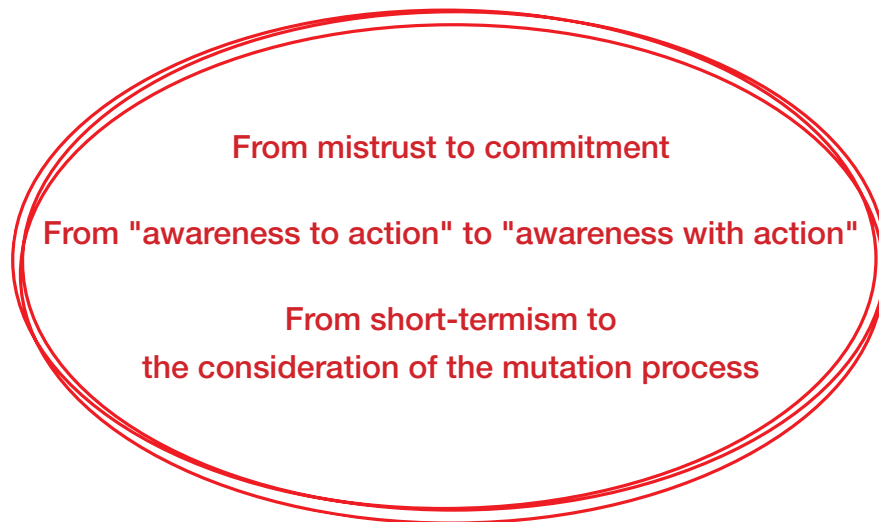 From mistrust to commitment
From "awareness to action" to "awareness with action"
From short-termism to
the consideration of the mutation process